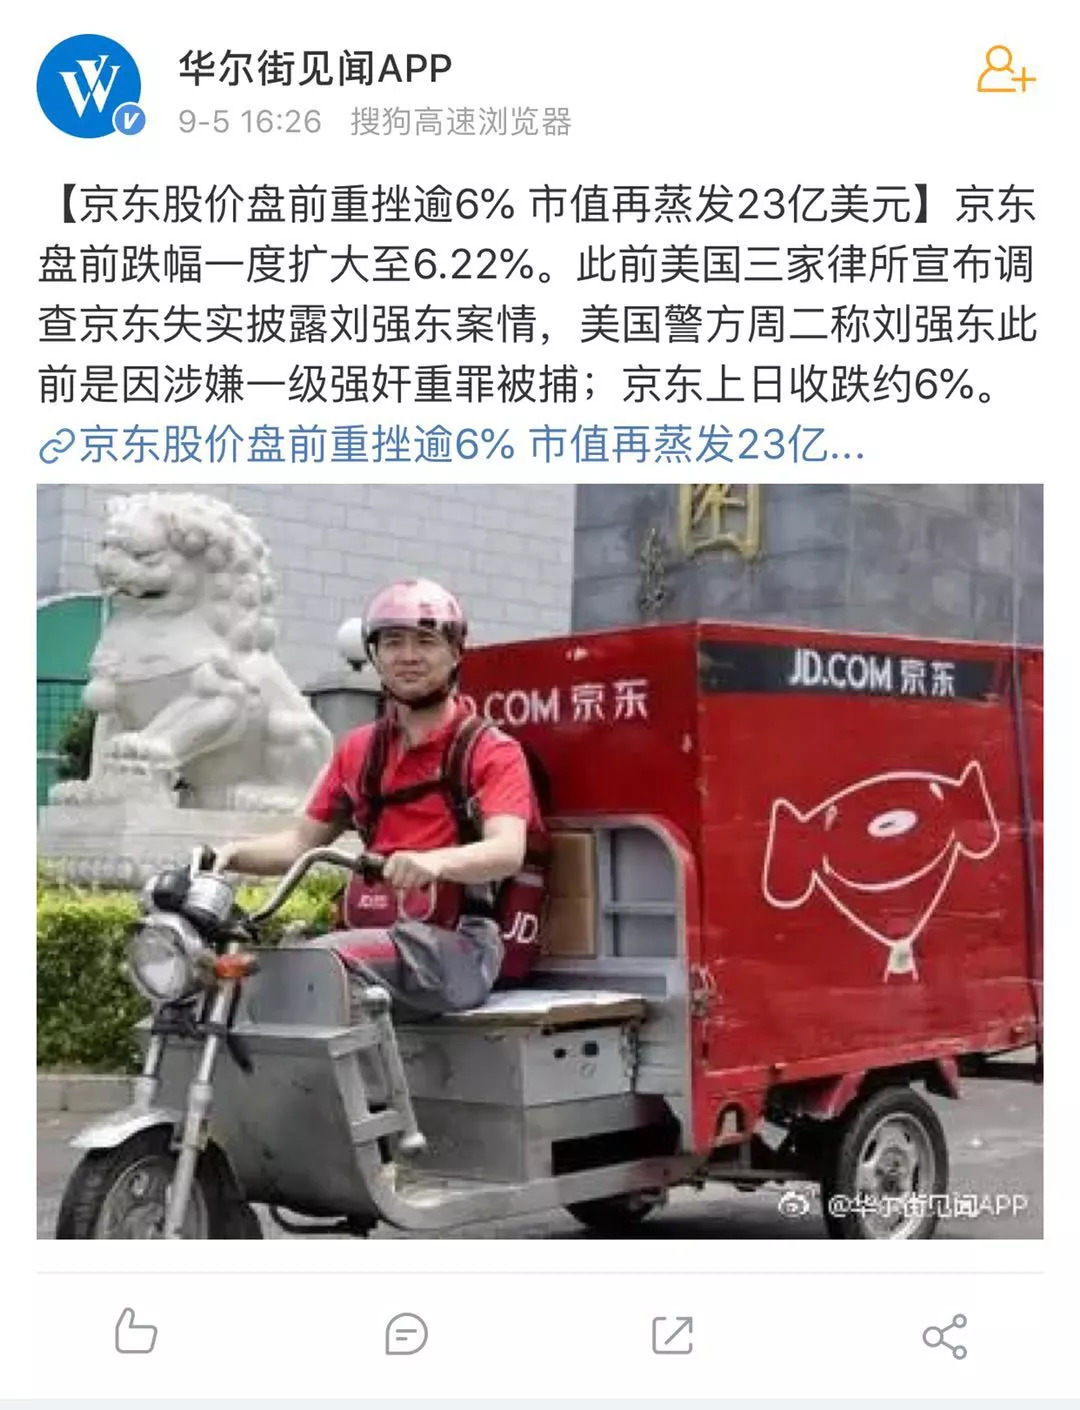 华尔街见闻APP
9-5 16:26 搜狗高速浏览器
【京东股价盘前重挫逾6% 市值再蒸发23亿美元】京东
盘前跌幅一度扩大至6.22%。此前美国三家律所宣布调
查京东失实披露刘强东案情，美国警方周二称刘强东此
前是因涉嫌一级强奸重罪被捕；京东上日收跌约6%。
京东股价盘前重挫逾6% 市值再蒸发23亿...
JD.COM 京东
D.COM 京东
JD
@华尔街见闻APP